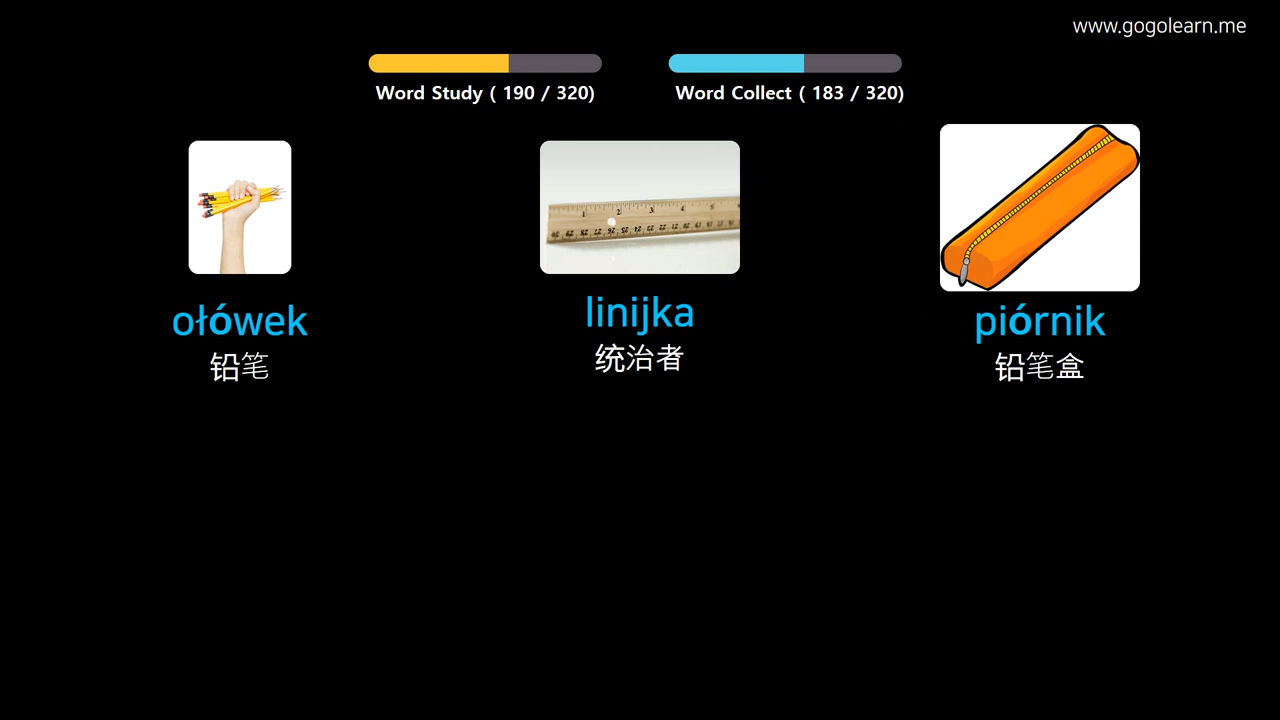 www.gogolearn.me
Word Study ( 190 / 320)
Word Collect ( 183 / 320)
ołówek
铅笔
linijka
统治者
piórnik
铅笔盒